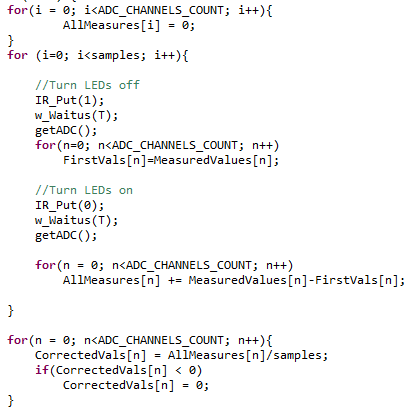 for(i = 0; i<ADC_CHANNELS_COUNT; i++){
        AllMeasures[i] = 0;
}
for (i=0; i<samples; i++){

    //Turn LEDs off
    IR_Put(1);
    w_Waitus(T);
    getADC();
    for(n=0; n<ADC_CHANNELS_COUNT; n++)
        FirstVals[n]=MeasuredValues[n];

    //Turn LEDs on
    IR_Put(0);
    w_Waitus(T);
    getADC();

    for(n = 0; n<ADC_CHANNELS_COUNT; n++)
        AllMeasures[n] += MeasuredValues[n]-FirstVals[n];

}

for(n = 0; n<ADC_CHANNELS_COUNT; n++){
    CorrectedVals[n] = AllMeasures[n]/samples;
    if(CorrectedVals[n] < 0)
        CorrectedVals[n] = 0;
}